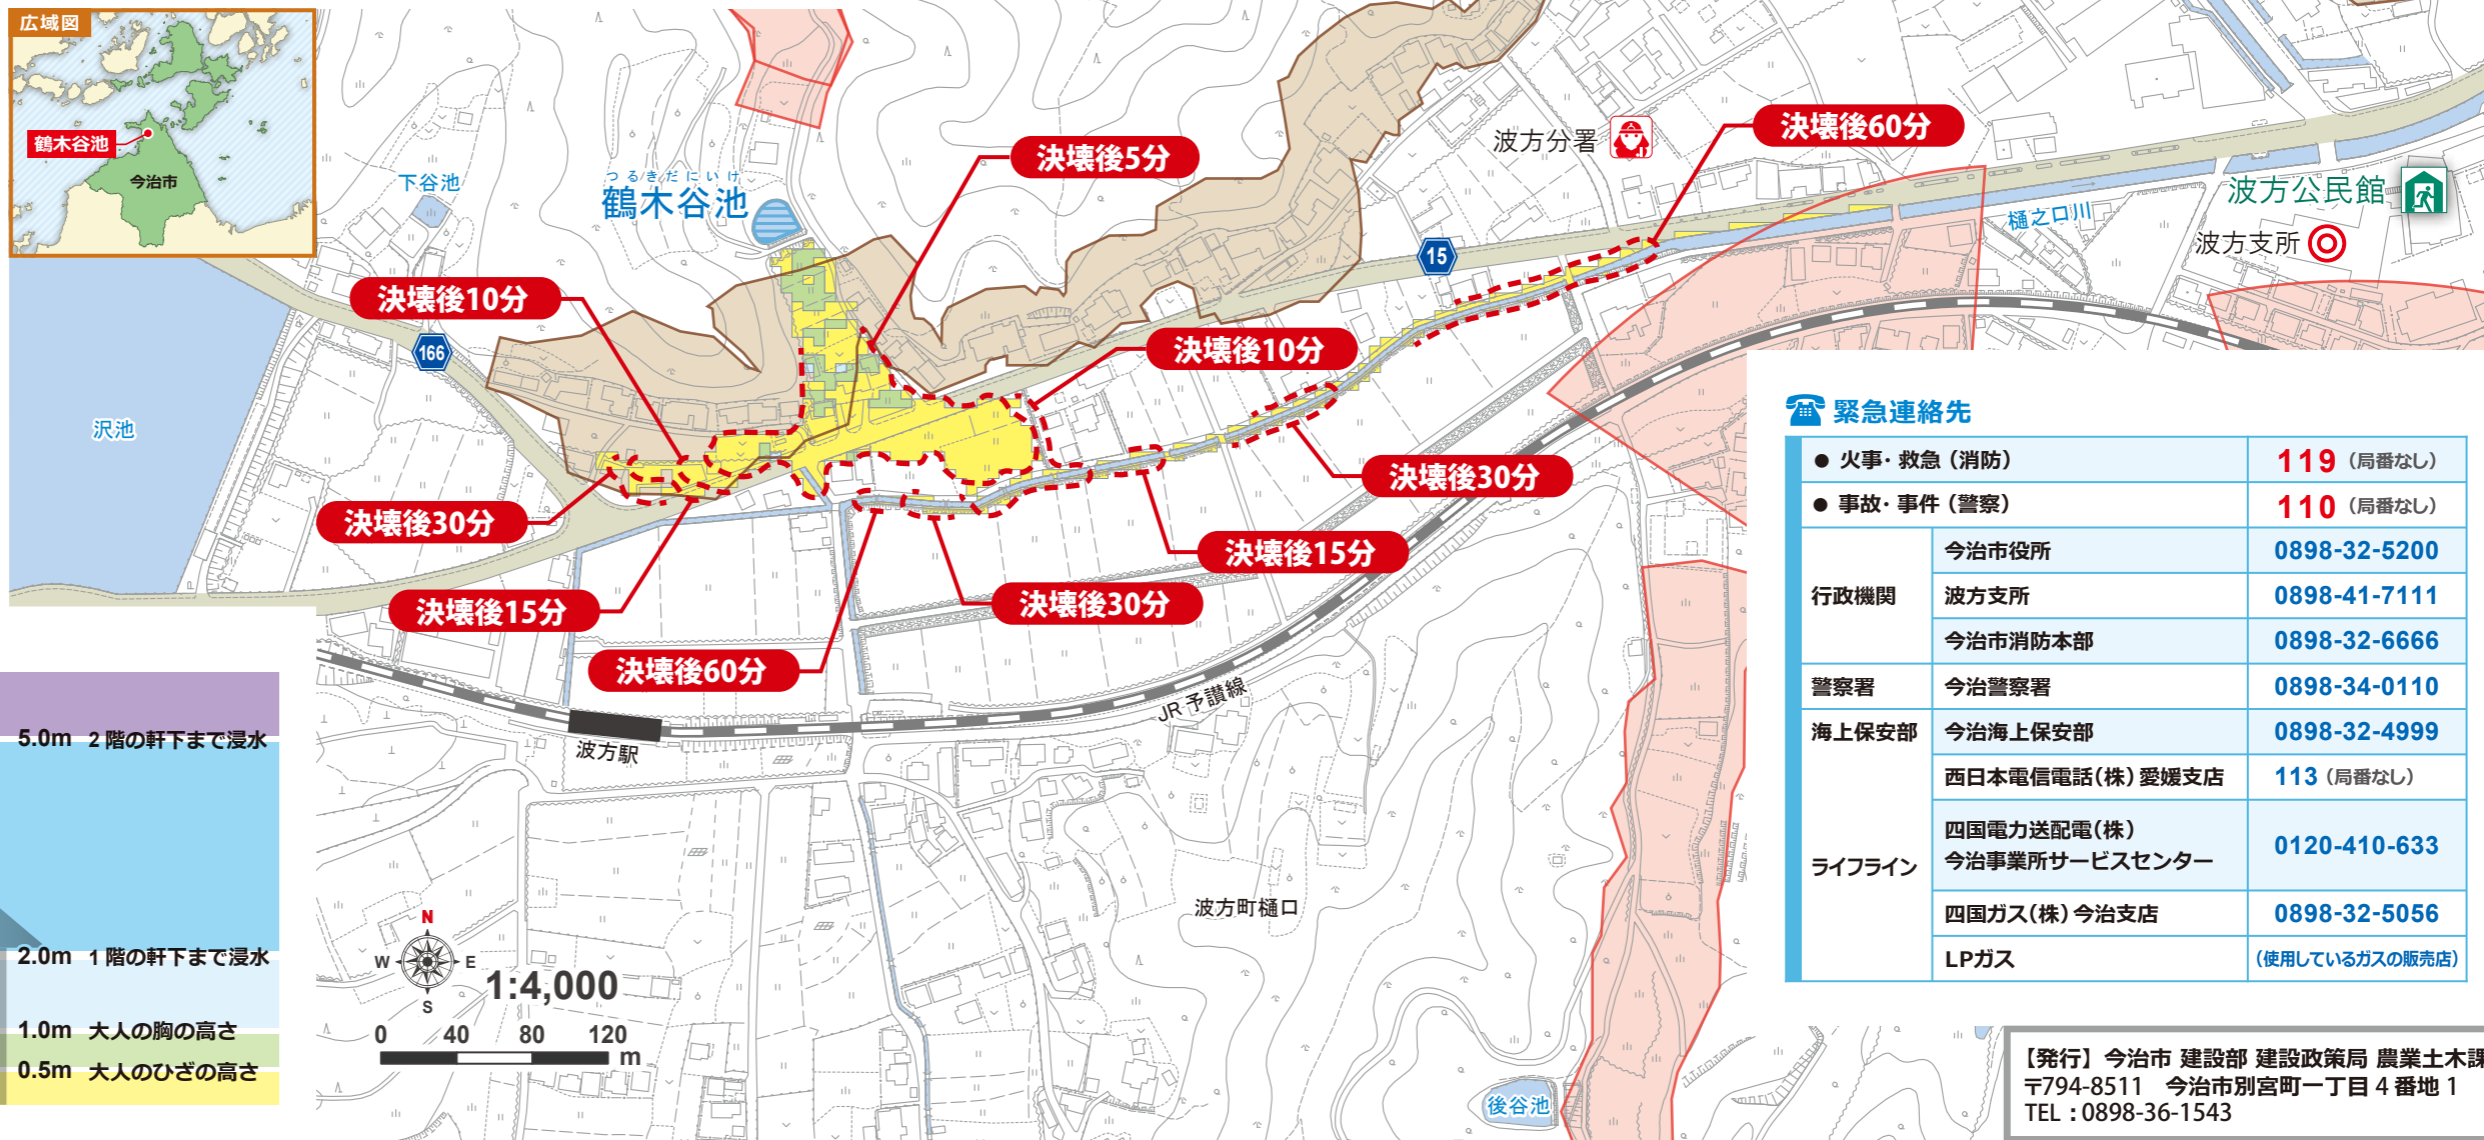 広域図
鶴木谷池
今治市
下谷池
つるきだにいけ
鶴木谷池
決壊後5分
波方分署
決壊後60分
波方公民館
樋之口川
波方支所
15
決壊後10分
166
決壊後10分
沢池
決壊後30分
決壊後30分
決壊後15分
決壊後15分
決壊後30分
決壊後60分
JR 予讃線
波方駅
波方町樋口
後谷池
5.0m 2 階の軒下まで浸水
2.0m 1 階の軒下まで浸水
1.0m 大人の胸の高さ
0.5m 大人のひざの高さ
N
W E
S
1:4,000
0 40 80 120
m
緊急連絡先
● 火事・救急（消防） 119（局番なし）
● 事故・事件（警察） 110（局番なし）
行政機関
今治市役所 0898-32-5200
波方支所 0898-41-7111
今治市消防本部 0898-32-6666
警察署 今治警察署 0898-34-0110
海上保安部 今治海上保安部 0898-32-4999
ライフライン
西日本電信電話（株）愛媛支店 113（局番なし）
四国電力送配電（株）
今治事業所サービスセンター 0120-410-633
四国ガス（株）今治支店 0898-32-5056
LPガス （使用しているガスの販売店）
【発行】今治市 建設部 建設政策局 農業土木課
〒794-8511 今治市別宮町一丁目 4 番地 1
TEL：0898-36-1543